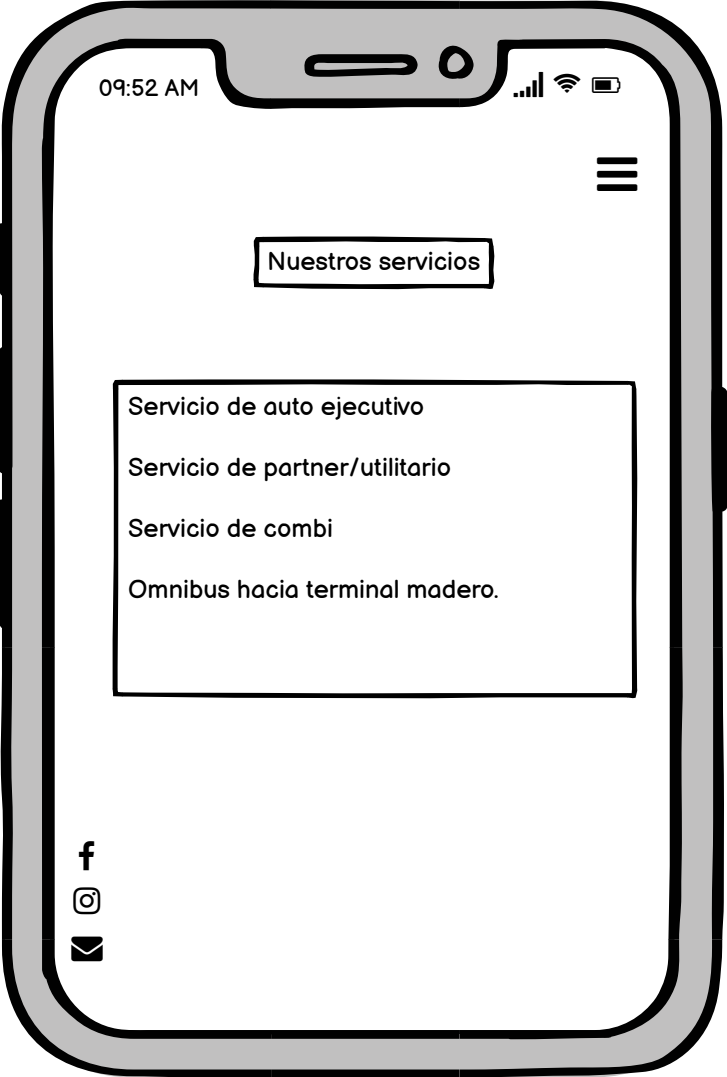 09:52 AM
Nuestros servicios
Servicio de auto ejecutivo
Servicio de partner/utilitario
Servicio de combi
Omnibus hacia terminal madero.